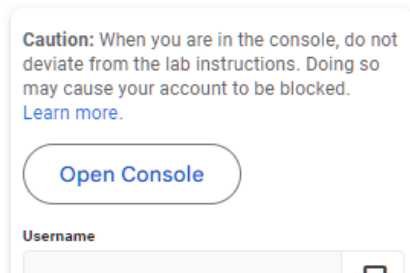 Caution: When you are in the console, do not
deviate from the lab instructions. Doing so
may cause your account to be blocked.
Learn more.
Open Console
Username